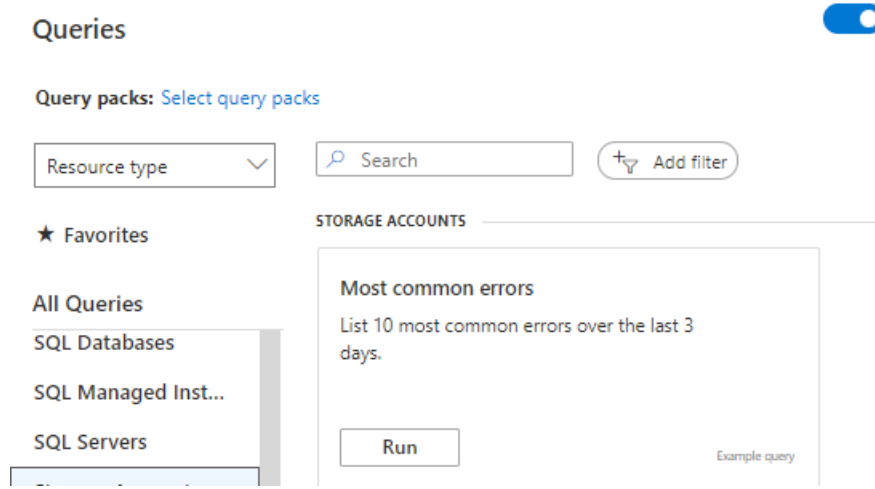 Queries
Query packs: Select query packs
Resource type
Search
Add filter
★ Favorites
All Queries
SQL Databases
SQL Managed Inst...
SQL Servers
STORAGE ACCOUNTS
Most common errors
List 10 most common errors over the last 3
days.
Run
Example query